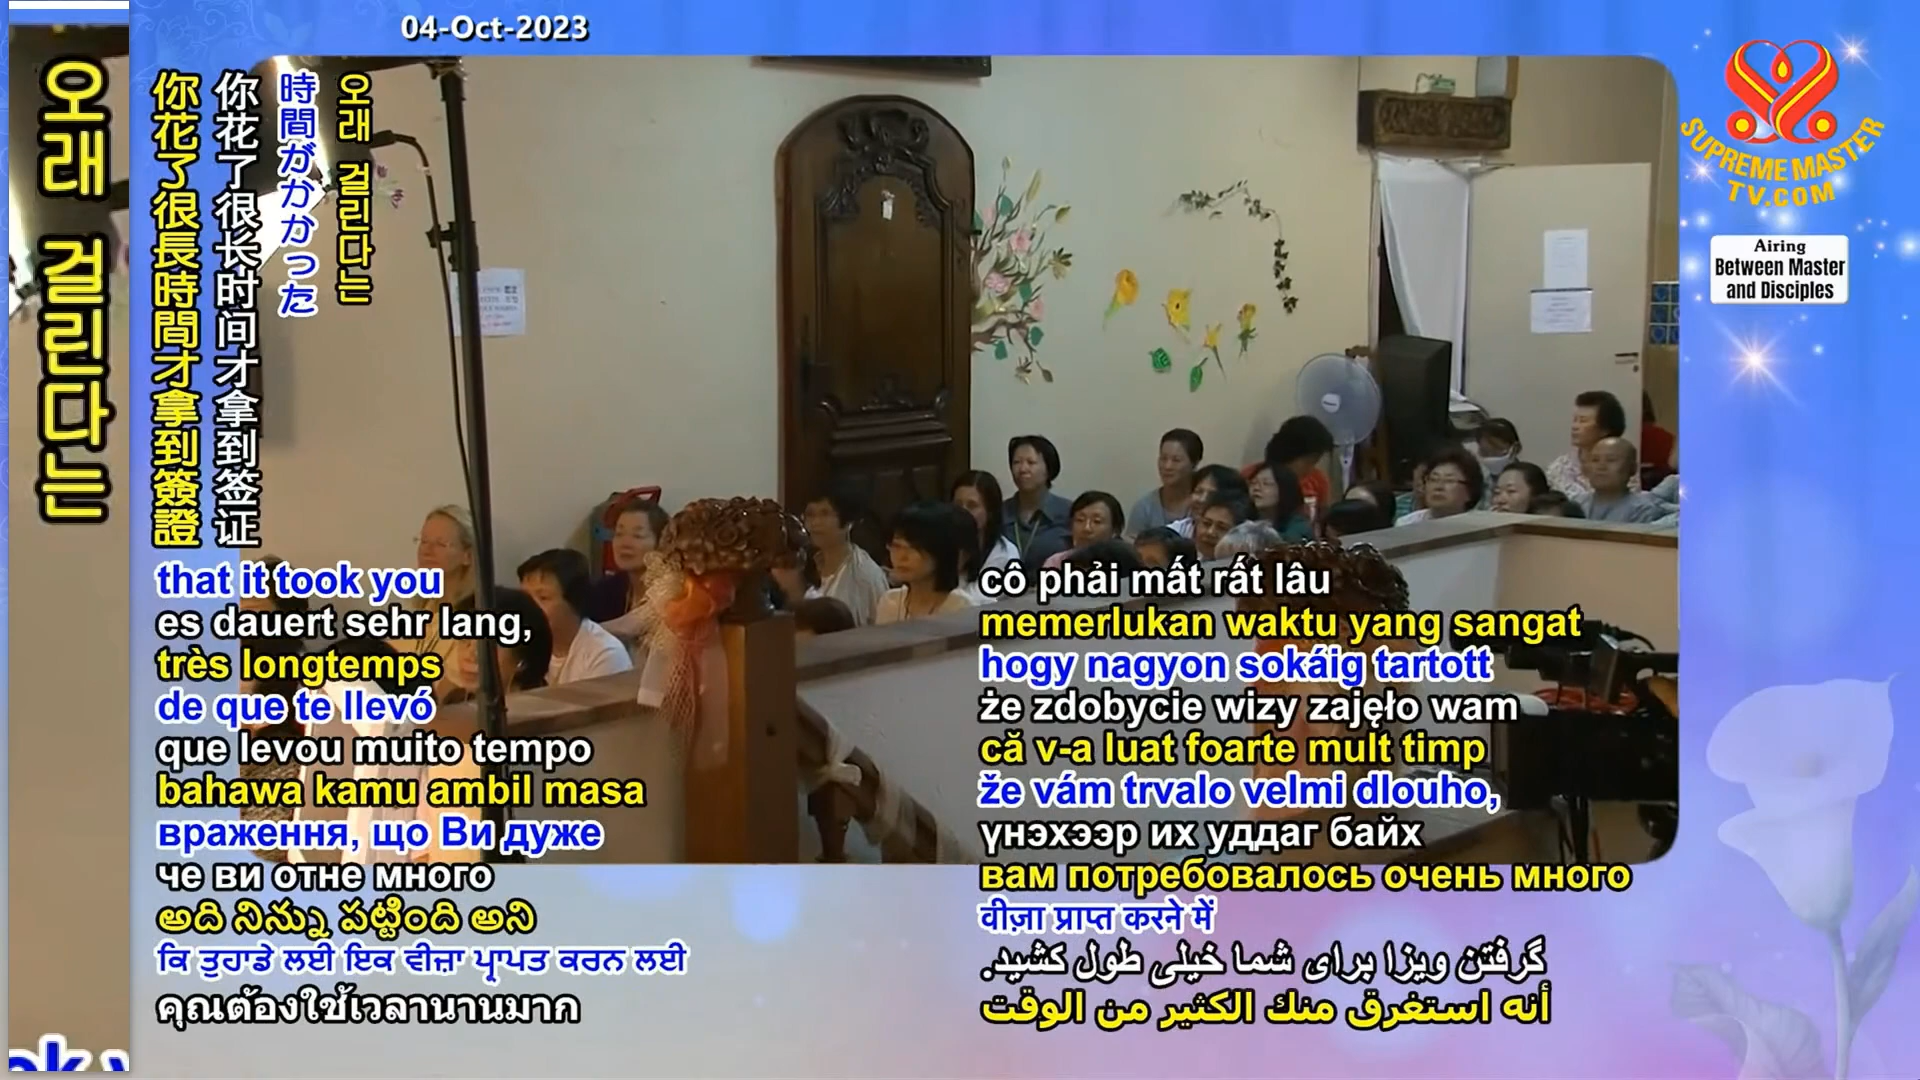 04-Oct-2023
오래 걸린다는
你花了很長時間才拿到簽證
你花了很长时间才拿到签证
時間がかかった
오래 걸린다는
SUPREME MASTER
TV.COM
Airing
Between Master
and Disciples
that it took you
es dauert sehr lang,
très longtemps
de que te llevó
que levou muito tempo
bahawa kamu ambil masa
враження, що Ви дуже
че ви отне много
అది నిన్ను పట్టింది అని
ਕਿ ਤੁਹਾਡੇ ਲਈ ਇਕ ਵੀਜ਼ਾ ਪ੍ਰਾਪਤ ਕਰਨ ਲਈ
คุณต้องใช้เวลานานมาก
cô phải mất rất lâu
memerlukan waktu yang sangat
hogy nagyon sokáig tartott
że zdobycie wizy zajęło wam
că v-a luat foarte mult timp
že vám trvalo velmi dlouho,
үнэхээр их уддаг байх
вам потребовалось очень много
वीज़ा प्राप्त करने में
گرفتن ویزا برای شما خیلی طول کشید.
أنه استغرق منك الكثير من الوقت